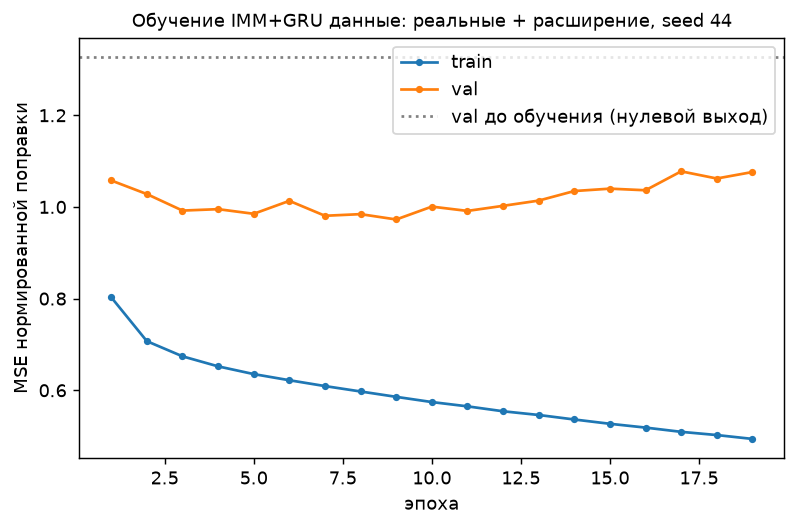 Обучение IMM+GRU данные: реальные + расширение, seed 44
MSE нормированной поправки
1.2
1.0
0.8
0.6
train
val
val до обучения (нулевой выход)
2.5 5.0 7.5 10.0 12.5 15.0 17.5
эпоха